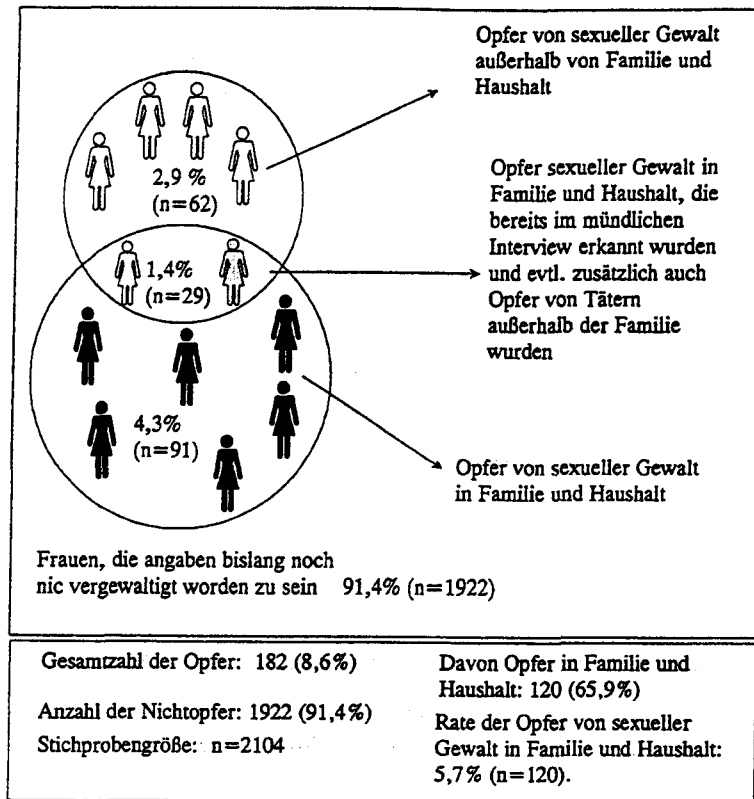 Opfer von sexueller Gewalt
außerhalb von Familie und
Haushalt
2,9 %
(n=62)
Opfer sexueller Gewalt in
Familie und Haushalt, die
bereits im mündlichen
Interview erkannt wurden
und evtl. zusätzlich auch
Opfer von Tätern
außerhalb der Familie
wurden
1,4%
(n=29)
4,3%
(n=91)
Opfer von sexueller Gewalt
in Familie und Haushalt
Frauen, die angaben bislang noch
nic vergewaltigt worden zu sein 91,4% (n=1922)
Gesamtzahl der Opfer: 182 (8,6%)
Anzahl der Nichtopfer: 1922 (91,4%)
Stichprobengröße: n=2104
Davon Opfer in Familie und
Haushalt: 120 (65,9%)
Rate der Opfer von sexueller
Gewalt in Familie und Haushalt:
5,7% (n=120).